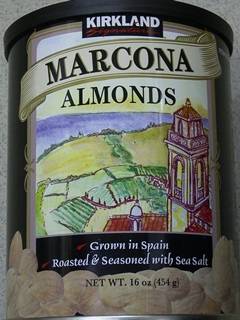 KIRKLAND
Signature
MARCONA
ALMONDS
Grown in Spain
Roasted & Seasoned with Sea Salt
NET WT. 16 oz (454 g)